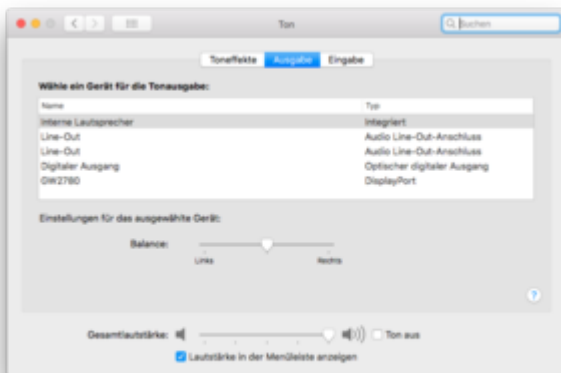 Ton
Suchen
Toneffekte Ausgabe Eingabe
Wähle ein Gerät für die Tonausgabe:
Name Typ
Interne Lautsprecher Integriert
Line-Out Audio Line-Out-Anschluss
Line-Out Audio Line-Out-Anschluss
Digitaler Ausgang Optischer digitaler Ausgang
GW2760 DisplayPort
Einstellungen für das ausgewählte Gerät:
Balance:
Links Rechts
?
Gesamtlautstärke: Ton aus
Lautstärke in der Menüleiste anzeigen